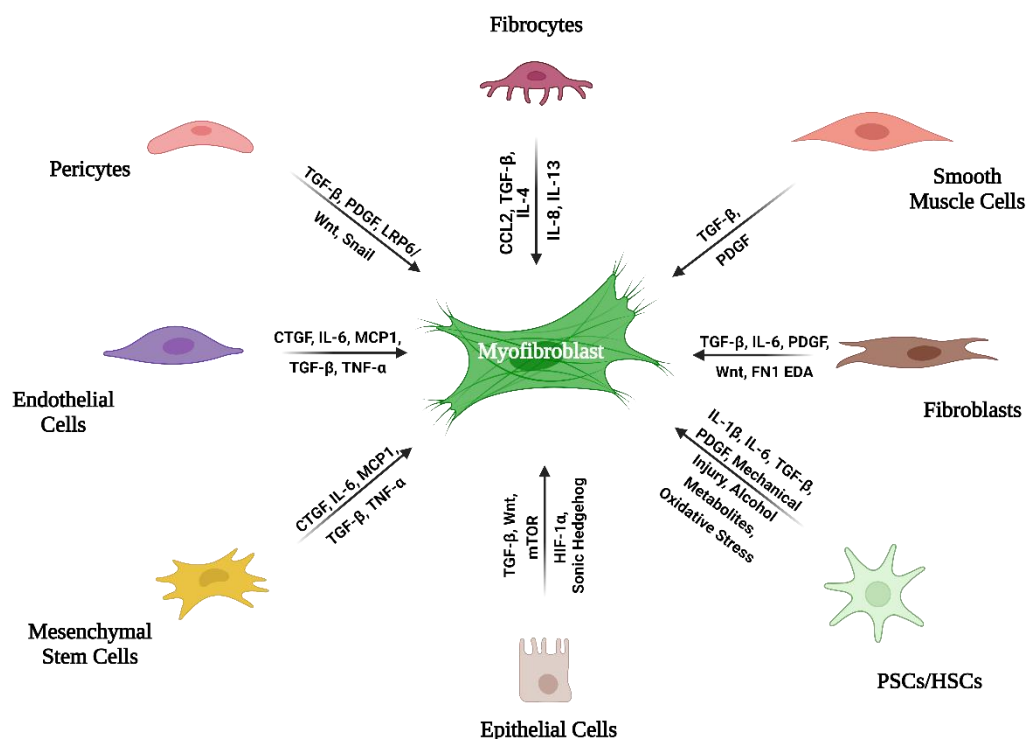 Fibrocytes
Pericytes
Smooth
Muscle Cells
TGF-β, PDGF, LRP6/
Wnt, Snail
CCL2, TGF-β,
IL-4
IL-8, IL-13
TGF-β,
PDGF
Endothelial
Cells
CTGF, IL-6, MCP1,
TGF-β, TNF-α
Myofibroblast
TGF-β, IL-6, PDGF,
Wnt, FN1 EDA
Fibroblasts
Mesenchymal
Stem Cells
CTGF, IL-6, MCP1,
TGF-β, TNF-α
TGF-β, Wnt,
mTOR
HIF-1α,
Sonic Hedgehog
Epithelial Cells
IL-1β, IL-6, TGF-β,
PDGF, Mechanical
Injury, Alcohol
Metabolites,
Oxidative Stress
PSCs/HSCs